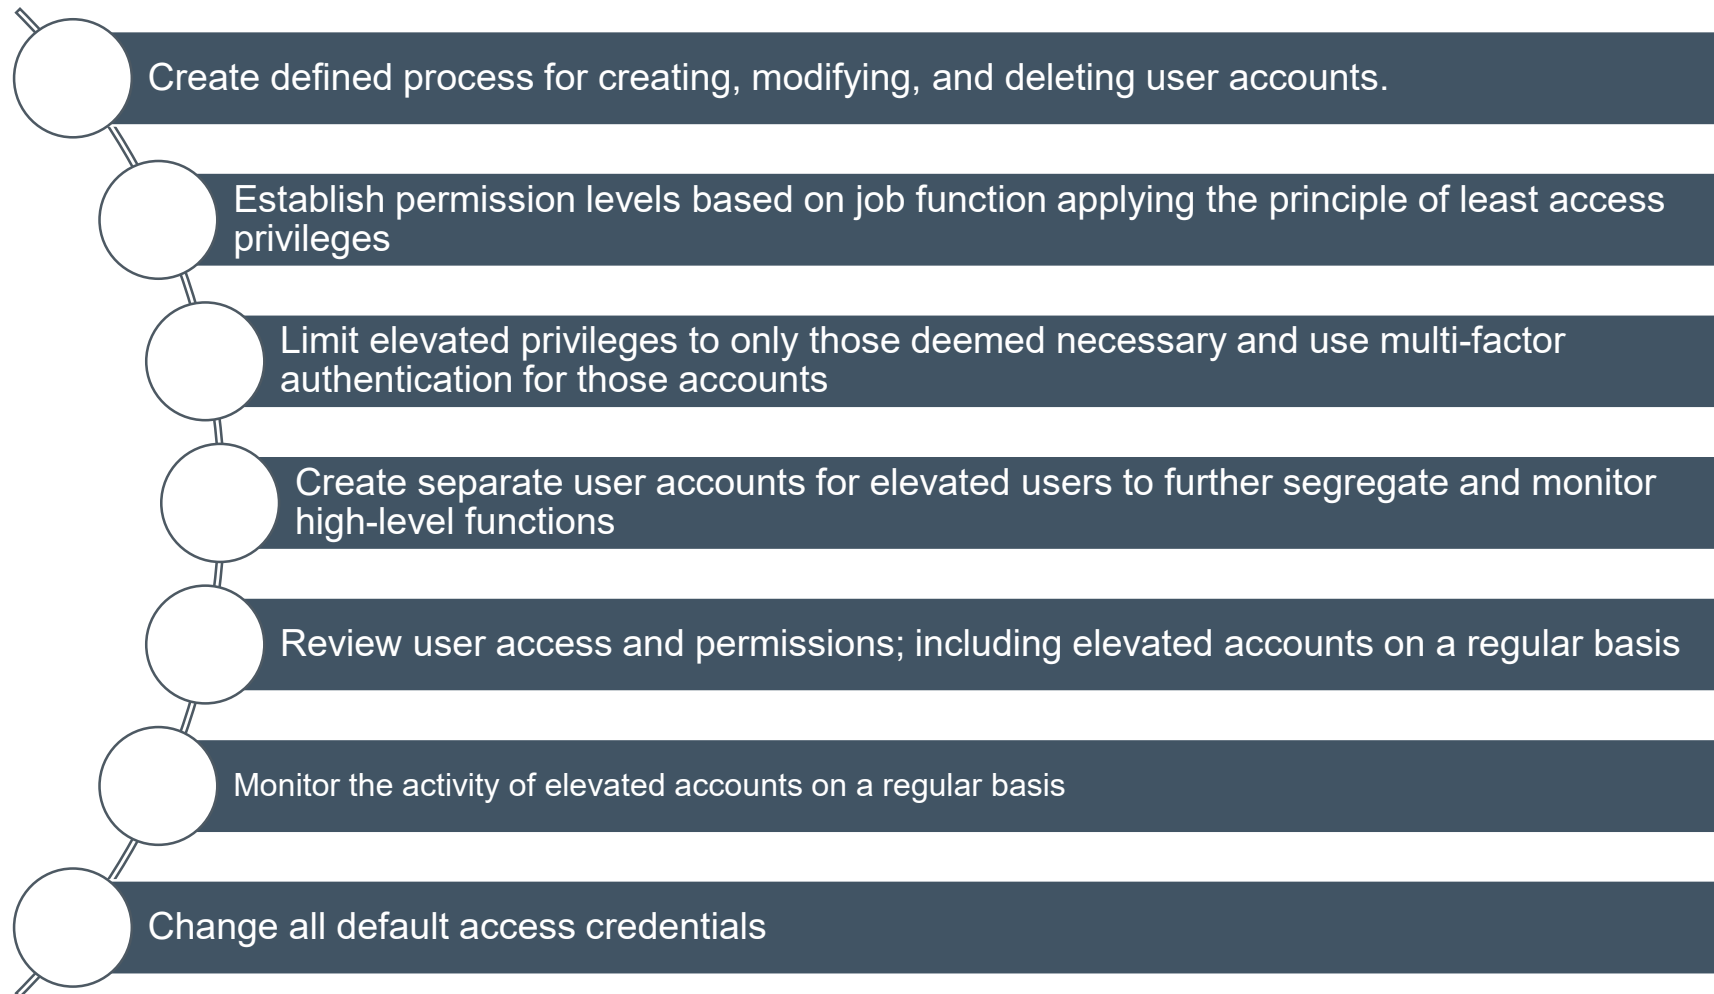 Create defined process for creating, modifying, and deleting user accounts.
Establish permission levels based on job function applying the principle of least access
privileges
Limit elevated privileges to only those deemed necessary and use multi-factor
authentication for those accounts
Create separate user accounts for elevated users to further segregate and monitor
high-level functions
Review user access and permissions; including elevated accounts on a regular basis
Monitor the activity of elevated accounts on a regular basis
Change all default access credentials